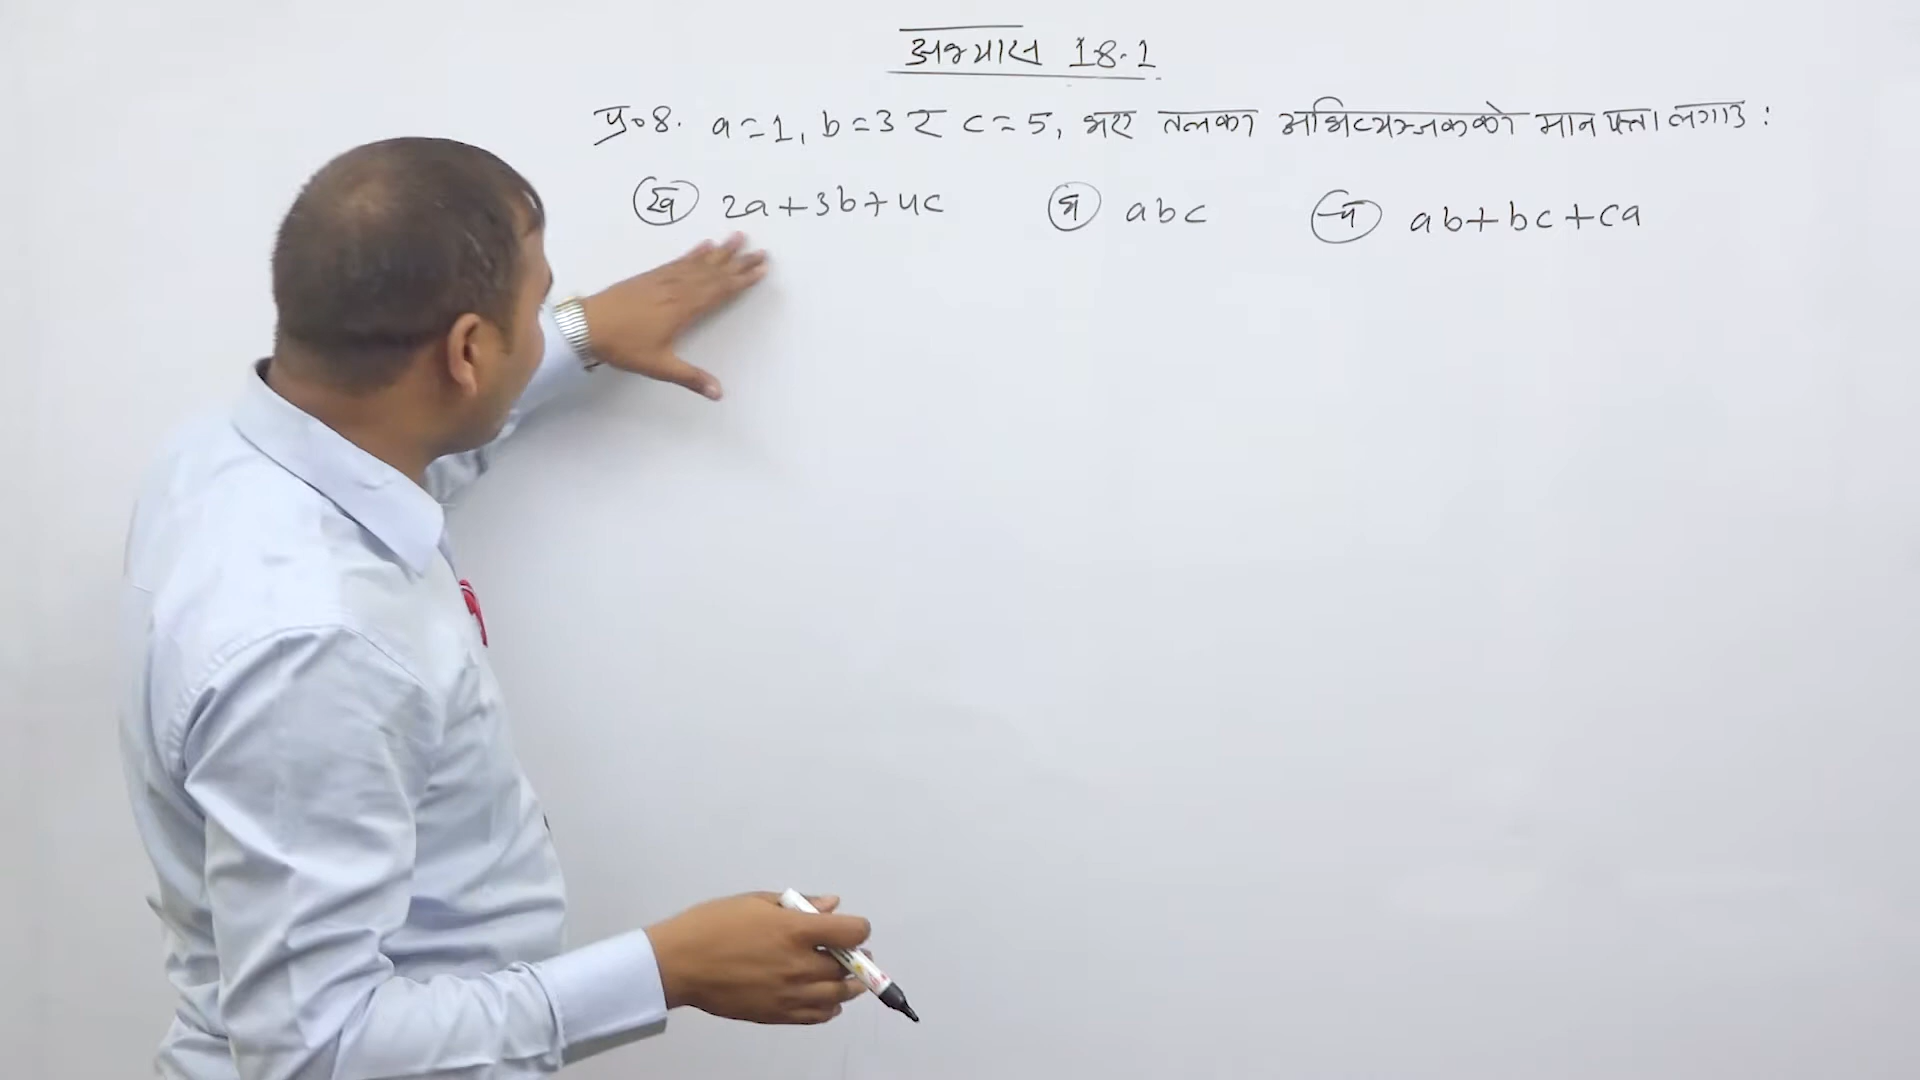 अभ्यास 18.1
प्र॰8. a=1, b=3 र c=5, भए तलका अभिव्यञ्जकको मान पत्ता लगाउ :
ख 2a+3b+4c घ abc च ab+bc+ca